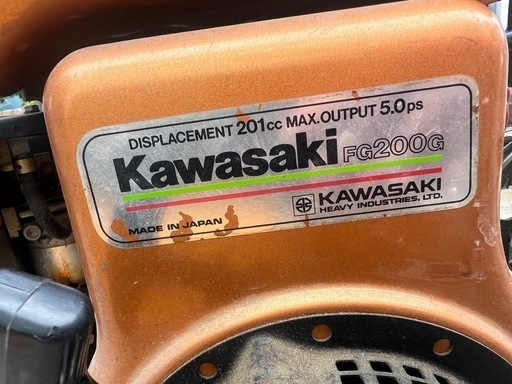 DISPLACEMENT 201cc MAX.OUTPUT 5.0ps
Kawasaki FG200G
KAWASAKI
HEAVY INDUSTRIES, LTD.
MADE IN JAPAN